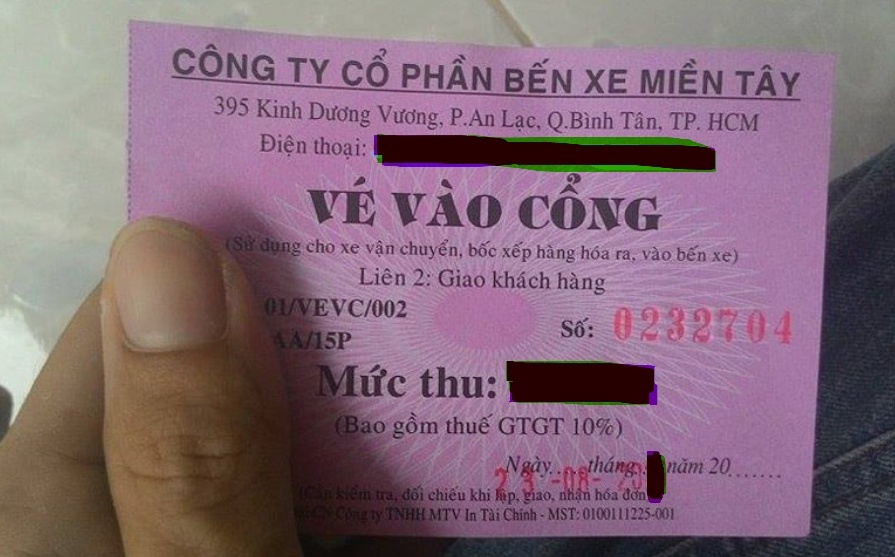 CÔNG TY CỔ PHẦN BẾN XE MIỀN TÂY
395 Kinh Dương Vương, P.An Lạc, Q.Bình Tân, TP. HCM
Điện thoại:
VÉ VÀO CỔNG
(Sử dụng cho xe vận chuyển, bốc xếp hàng hóa ra, vào bến xe)
Liên 2: Giao khách hàng
01/VEVC/002
AA/15P
Số: 0232704
Mức thu:
(Bao gồm thuế GTGT 10%)
Ngày.....tháng năm 20.......
23-08-20
(Cần kiểm tra, đối chiếu khi lập, giao, nhận hóa đơn
Công ty TNHH MTV In Tài Chính - MST: 0100111225-001